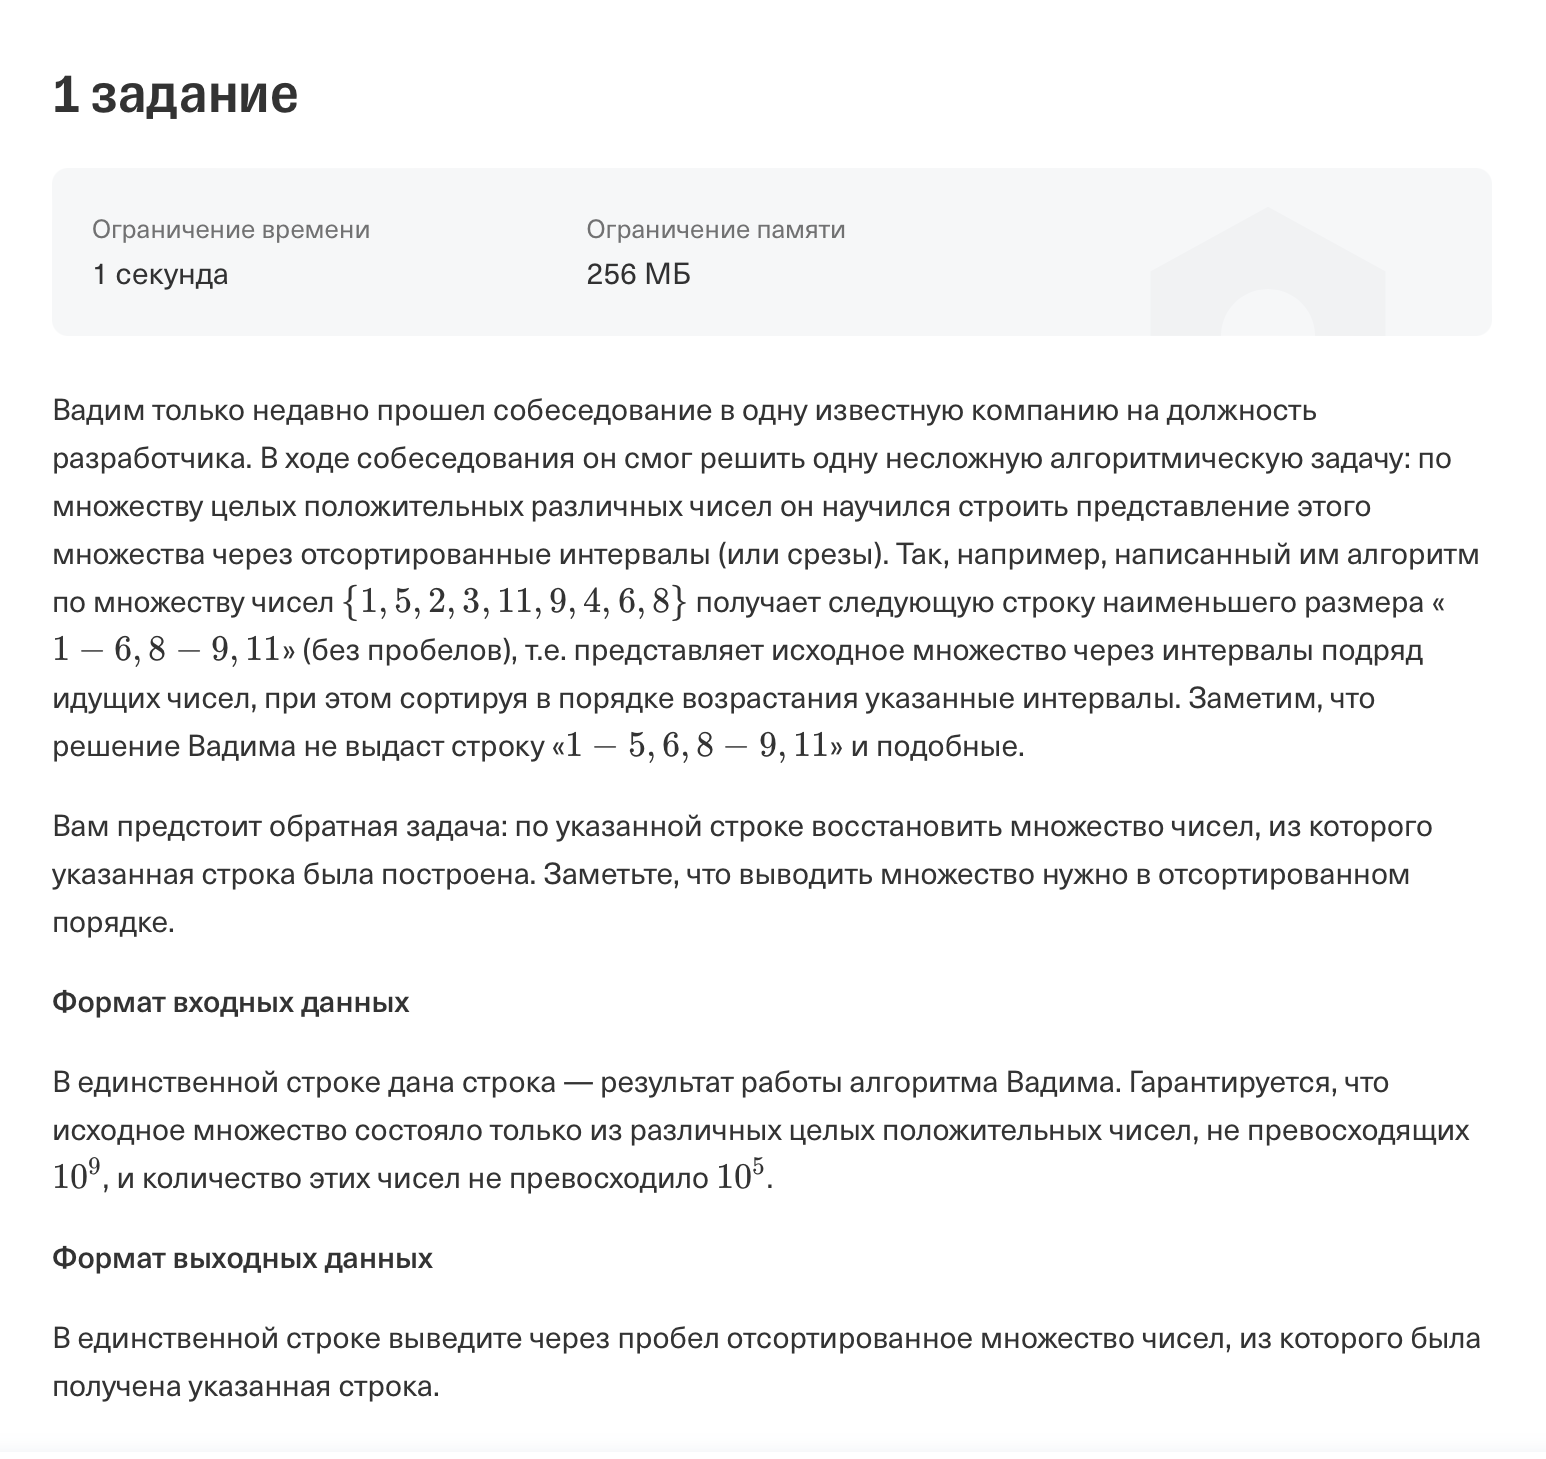 1 задание
Ограничение времени
Ограничение памяти
1 секунда
256 МБ
Вадим только недавно прошел собеседование в одну известную компанию на должность
разработчика. В ходе собеседования он смог решить одну несложную алгоритмическую задачу: по
множеству целых положительных различных чисел он научился строить представление этого
множества через отсортированные интервалы (или срезы). Так, например, написанный им алгоритм
по множеству чисел {1, 5, 2, 3, 11, 9, 4, 6, 8} получает следующую строку наименьшего размера «
1 − 6, 8 − 9, 11» (без пробелов), т.е. представляет исходное множество через интервалы подряд
идущих чисел, при этом сортируя в порядке возрастания указанные интервалы. Заметим, что
решение Вадима не выдаст строку «1 − 5, 6, 8 − 9, 11» и подобные.
Вам предстоит обратная задача: по указанной строке восстановить множество чисел, из которого
указанная строка была построена. Заметьте, что выводить множество нужно в отсортированном
порядке.
Формат входных данных
В единственной строке дана строка — результат работы алгоритма Вадима. Гарантируется, что
исходное множество состояло только из различных целых положительных чисел, не превосходящих
10⁹, и количество этих чисел не превосходило 10⁵.
Формат выходных данных
В единственной строке выведите через пробел отсортированное множество чисел, из которого была
получена указанная строка.